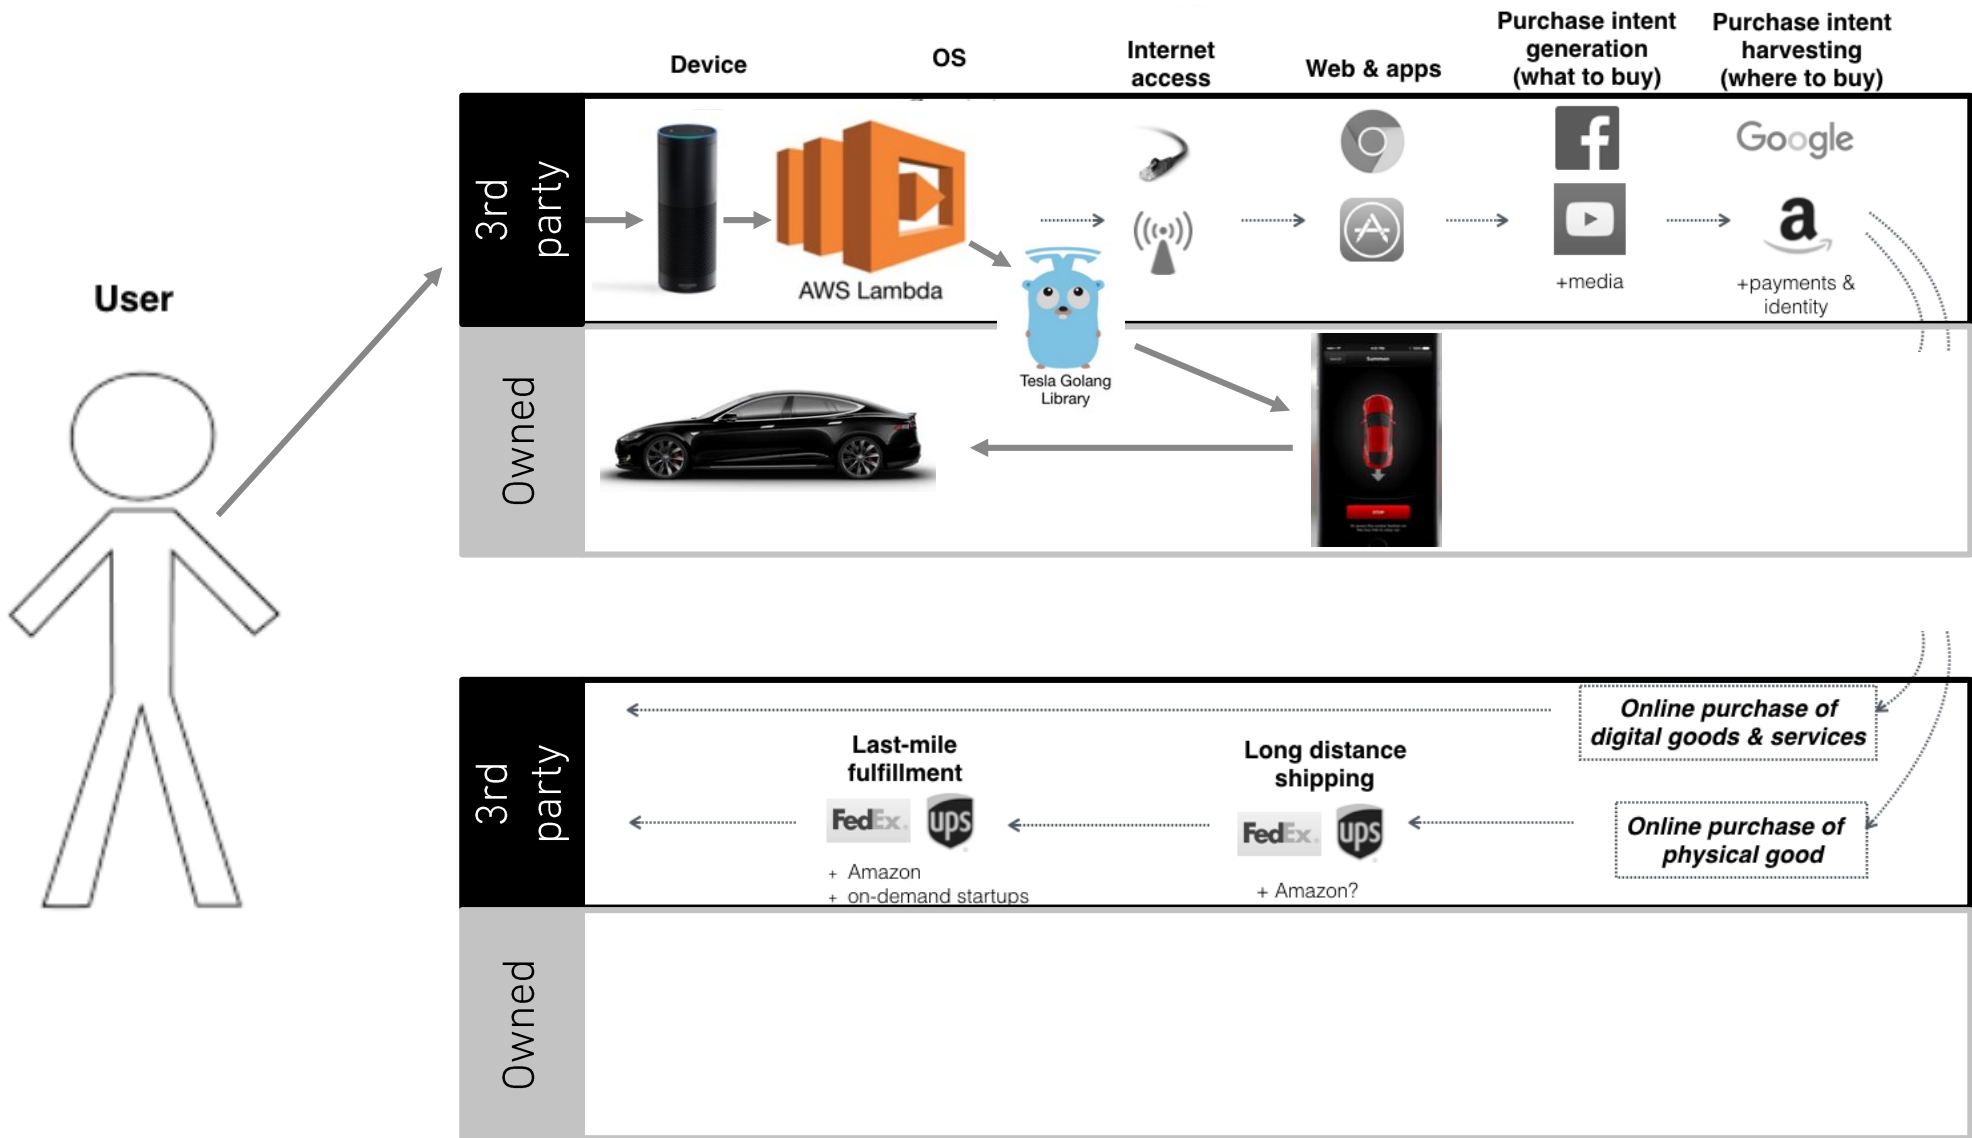 Device
OS
Internet
access
Web & apps
Purchase intent
generation
(what to buy)
Purchase intent
harvesting
(where to buy)
3rd
party
AWS Lambda
Google
+media
+payments &
identity
User
Owned
Tesla Golang
Library
Summon
STOP
3rd
party
Online purchase of
digital goods & services
Last-mile
fulfillment
Long distance
shipping
FedEx.
ups
FedEx.
ups
Online purchase of
physical good
+ Amazon
+ on-demand startups
+ Amazon?
Owned